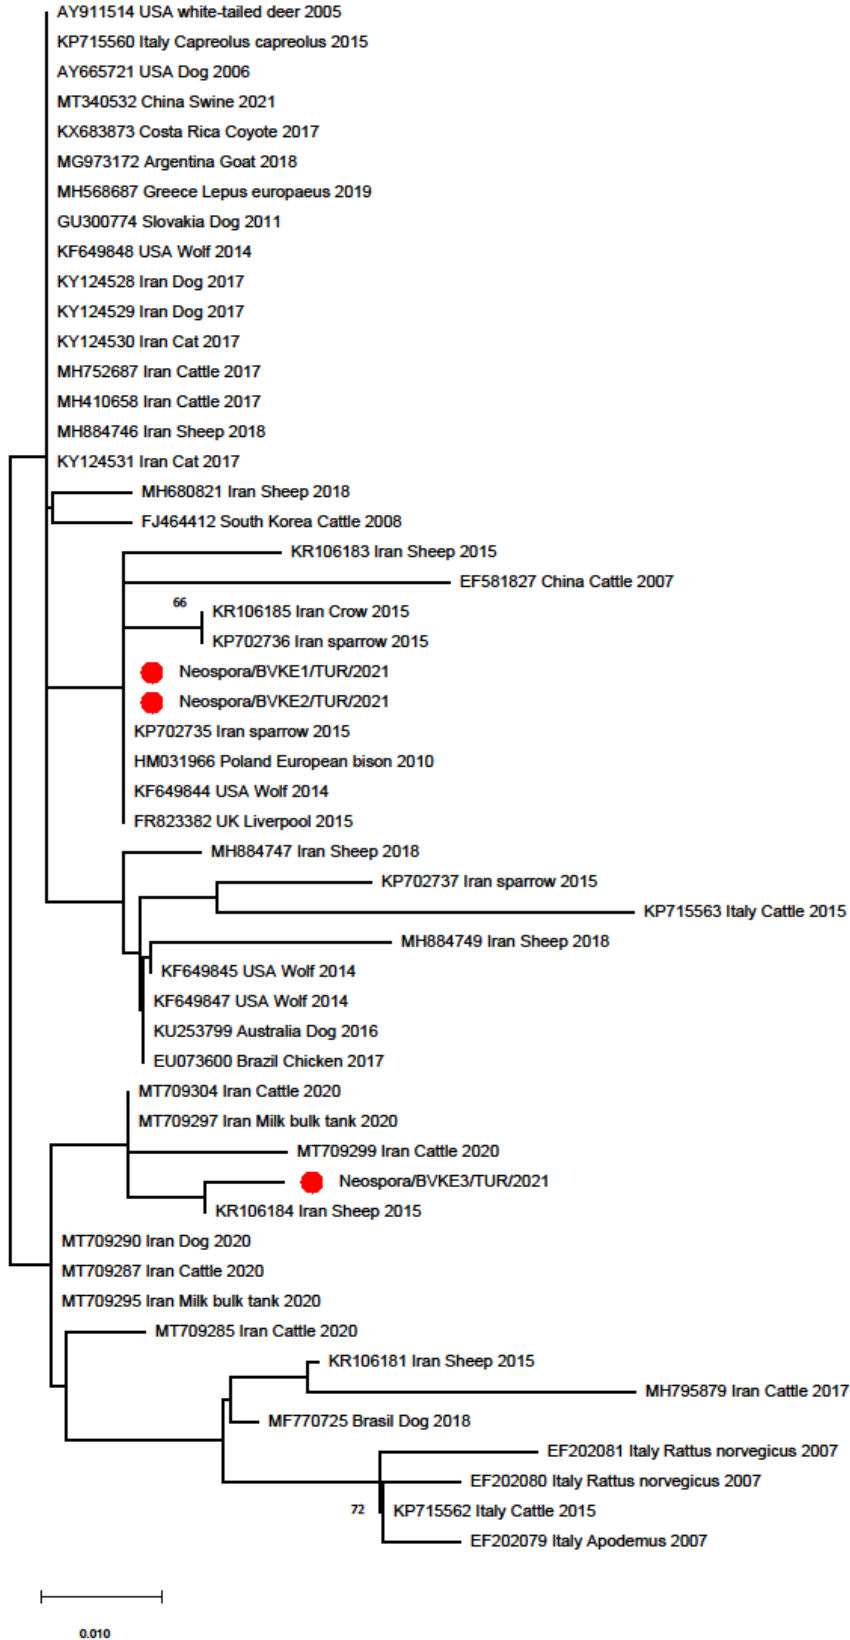 AY911514 USA white-tailed deer 2005
KP715560 Italy Capreolus capreolus 2015
AY665721 USA Dog 2006
MT340532 China Swine 2021
KX683873 Costa Rica Coyote 2017
MG973172 Argentina Goat 2018
MH568687 Greece Lepus europaeus 2019
GU300774 Slovakia Dog 2011
KF649848 USA Wolf 2014
KY124528 Iran Dog 2017
KY124529 Iran Dog 2017
KY124530 Iran Cat 2017
MH752687 Iran Cattle 2017
MH410658 Iran Cattle 2017
MH884746 Iran Sheep 2018
KY124531 Iran Cat 2017
MH680821 Iran Sheep 2018
FJ464412 South Korea Cattle 2008
KR106183 Iran Sheep 2015
EF581827 China Cattle 2007
66
KR106185 Iran Crow 2015
KP702736 Iran sparrow 2015
Neospora/BVKE1/TUR/2021
Neospora/BVKE2/TUR/2021
KP702735 Iran sparrow 2015
HM031966 Poland European bison 2010
KF649844 USA Wolf 2014
FR823382 UK Liverpool 2015
MH884747 Iran Sheep 2018
KP702737 Iran sparrow 2015
KP715563 Italy Cattle 2015
MH884749 Iran Sheep 2018
KF649845 USA Wolf 2014
KF649847 USA Wolf 2014
KU253799 Australia Dog 2016
EU073600 Brazil Chicken 2017
MT709304 Iran Cattle 2020
MT709297 Iran Milk bulk tank 2020
MT709299 Iran Cattle 2020
Neospora/BVKE3/TUR/2021
KR106184 Iran Sheep 2015
MT709290 Iran Dog 2020
MT709287 Iran Cattle 2020
MT709295 Iran Milk bulk tank 2020
MT709285 Iran Cattle 2020
KR106181 Iran Sheep 2015
MH795879 Iran Cattle 2017
MF770725 Brasil Dog 2018
EF202081 Italy Rattus norvegicus 2007
EF202080 Italy Rattus norvegicus 2007
72
KP715562 Italy Cattle 2015
EF202079 Italy Apodemus 2007
0.010